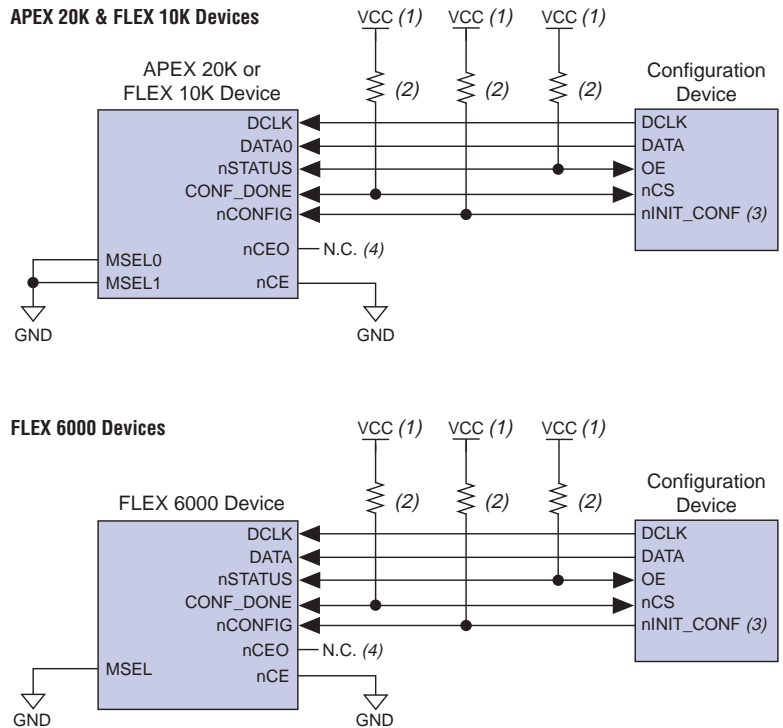 APEX 20K & FLEX 10K Devices
VCC (1) VCC (1) VCC (1)
APEX 20K or
FLEX 10K Device
(2) (2) (2)
Configuration
Device
DCLK DCLK
DATA0 DATA
nSTATUS OE
CONF_DONE nCS
nCONFIG nINIT_CONF (3)
nCEO N.C. (4)
MSEL0
MSEL1 nCE
GND GND
FLEX 6000 Devices
VCC (1) VCC (1) VCC (1)
FLEX 6000 Device
(2) (2) (2)
Configuration
Device
DCLK DCLK
DATA DATA
nSTATUS OE
CONF_DONE nCS
nCONFIG nINIT_CONF (3)
nCEO N.C. (4)
MSEL nCE
GND GND